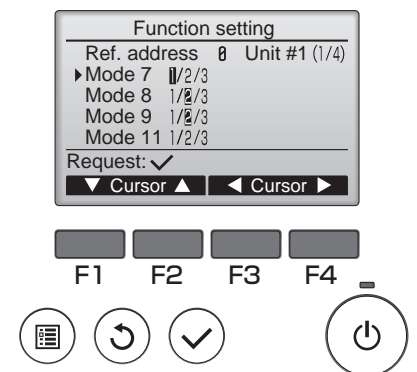 Function setting
Ref. address 0 Unit #1 (1/4)
▶Mode 7 1/2/3
Mode 8 1/2/3
Mode 9 1/2/3
Mode 11 1/2/3
Request: ✓
▼ Cursor ▲ ◀ Cursor ▶
F1 F2 F3 F4